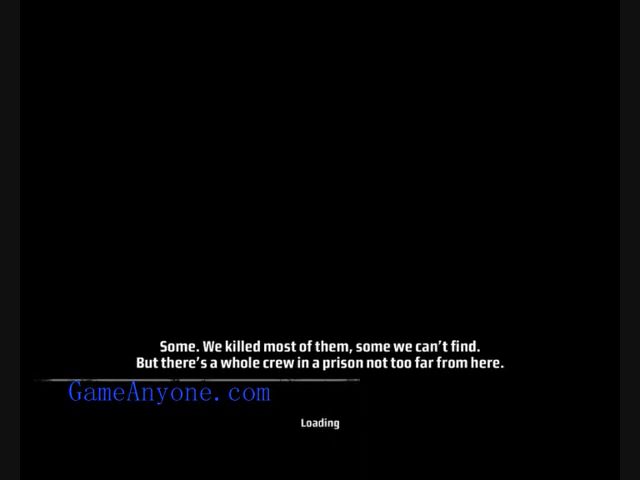 Some. We killed most of them, some we can't find.
But there's a whole crew in a prison not too far from here.
GameAnyone.com
Loading